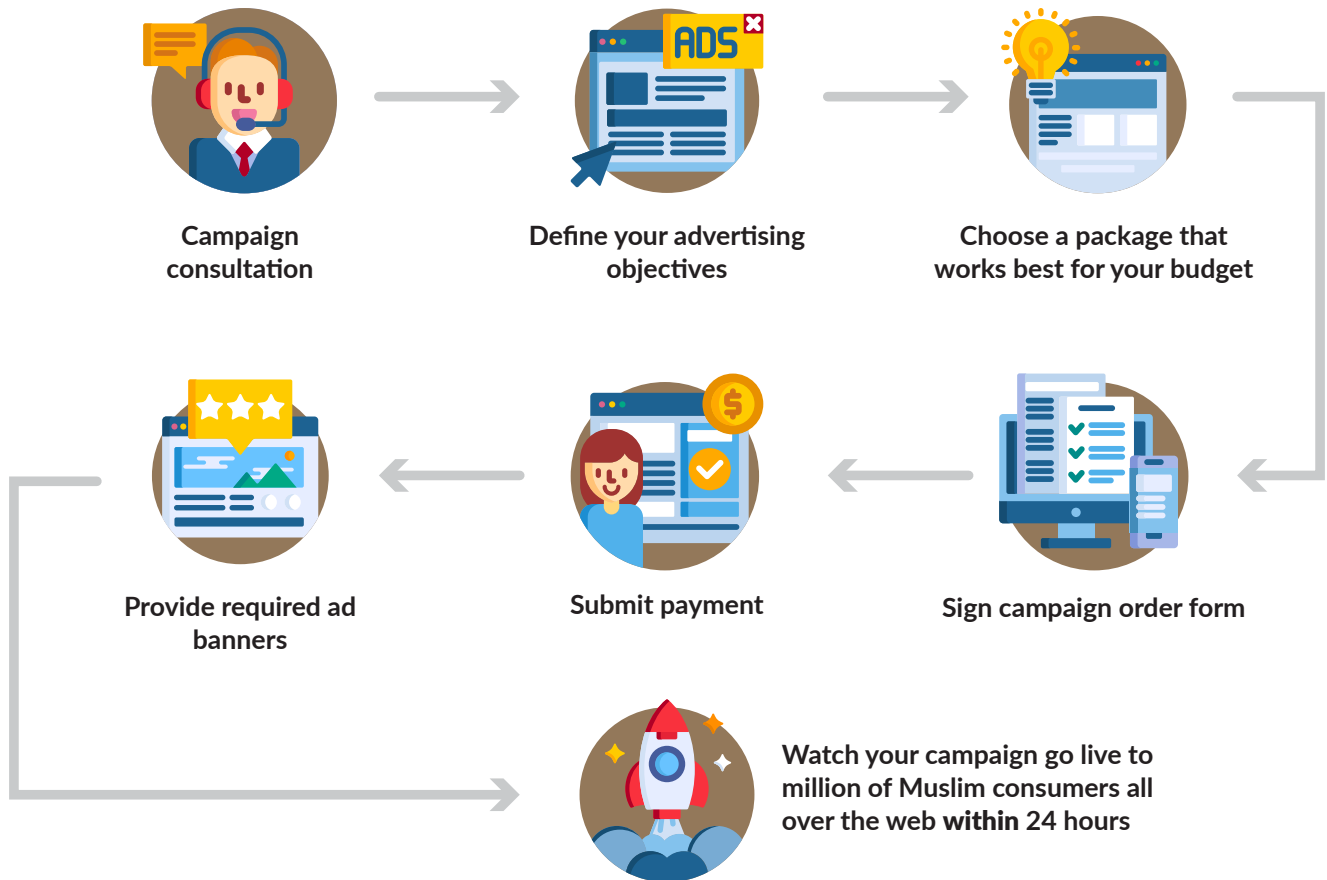 ADS
Campaign
consultation
Define your advertising
objectives
Choose a package that
works best for your budget
$
Sign campaign order form
Submit payment
Provide required ad
banners
Watch your campaign go live to
million of Muslim consumers all
over the web within 24 hours